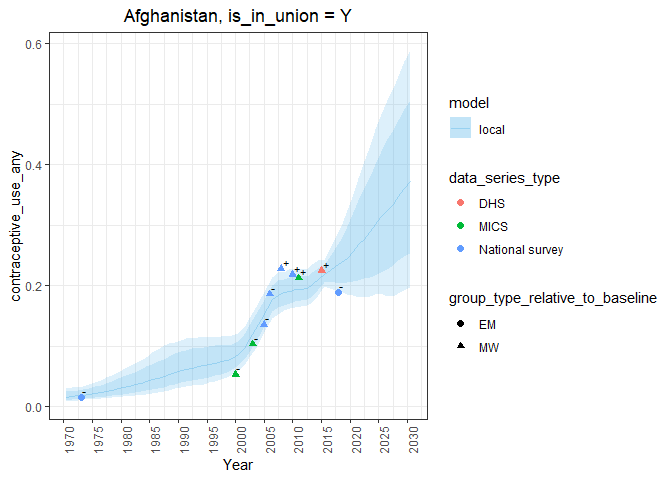 Afghanistan, is_in_union = Y
contraceptive_use_any
0.6
0.4
0.2
0.0
1970
1975
1980
1985
1990
1995
2000
2005
2010
2015
2020
2025
2030
Year
model
local
data_series_type
DHS
MICS
National survey
group_type_relative_to_baseline
EM
MW